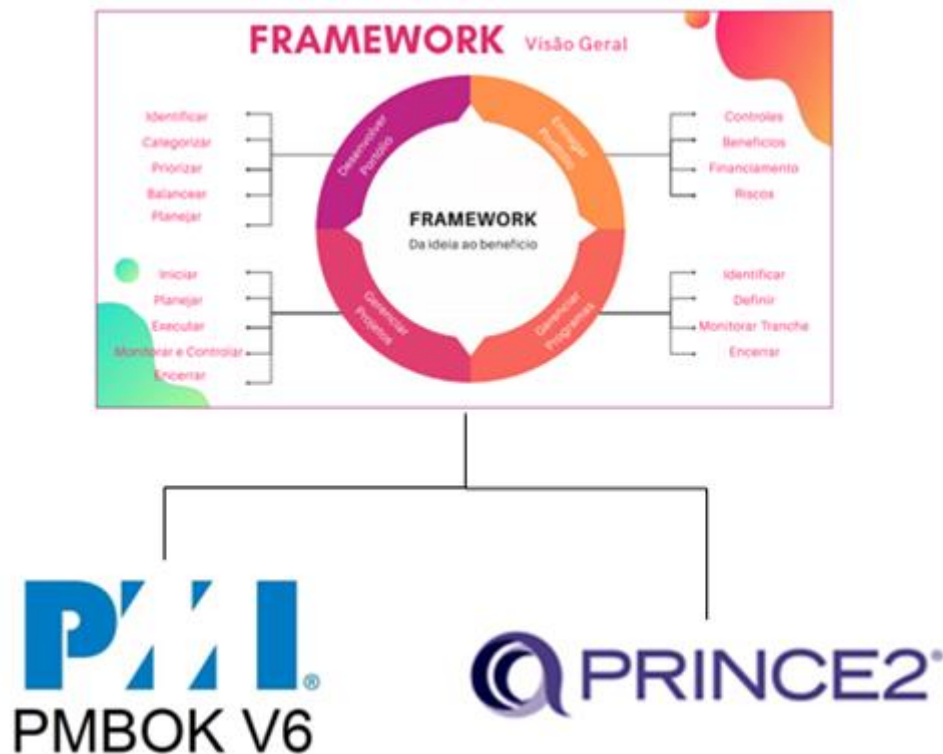 FRAMEWORK Visão Geral
Identificar
Categorizar
Priorizar
Balancear
Planejar
Iniciar
Planejar
Executar
Monitorar e Controlar
Encerrar
Desenvolver
Portólio
Entregar
Gerenciar
Projetos
Gerenciar
Programas
FRAMEWORK
Da ideia ao benefício
Controles
Benefícios
Financiamento
Riscos
Identificar
Definir
Monitorar Tranche
Encerrar
PMI®
PMBOK V6
PRINCE2®